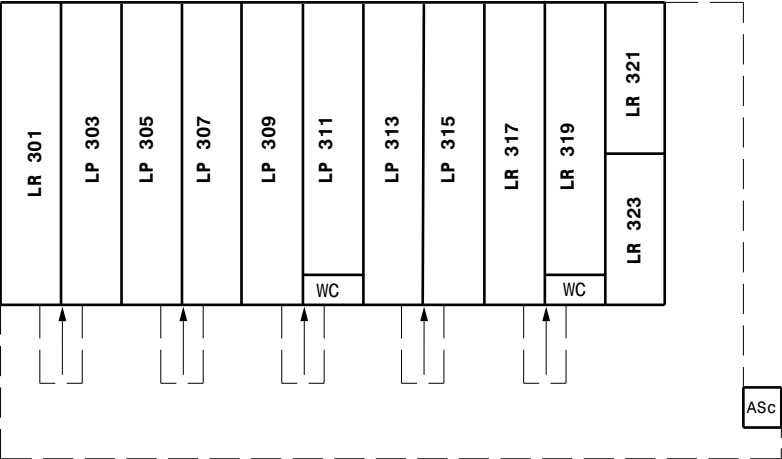 LR 301
LP 303
LP 305
LP 307
LP 309
LP 311
LP 313
LP 315
LR 317
LR 319
LR 321
LR 323
WC
WC
ASc